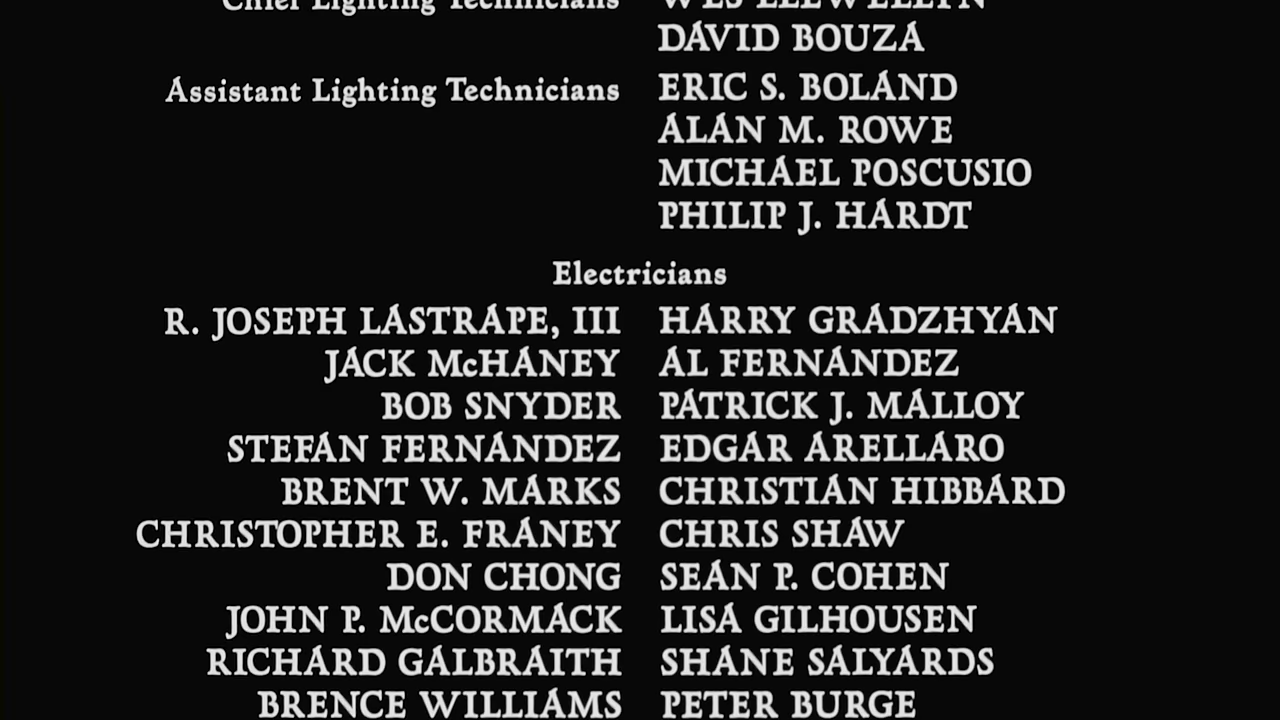 Chief Lighting Technicians WES LLEWELLYN
DAVID BOUZA
Assistant Lighting Technicians ERIC S. BOLAND
ALAN M. ROWE
MICHAEL POSCUSIO
PHILIP J. HARDT
Electricians
R. JOSEPH LASTRAPE, III HARRY GRADZHYAN
JACK McHANEY AL FERNANDEZ
BOB SNYDER PATRICK J. MALLOY
STEFAN FERNANDEZ EDGAR ARELLARO
BRENT W. MARKS CHRISTIAN HIBBARD
CHRISTOPHER E. FRANEY CHRIS SHAW
DON CHONG SEAN P. COHEN
JOHN P. McCORMACK LISA GILHOUSEN
RICHARD GALBRAITH SHANE SALYARDS
BRENCE WILLIAMS PETER BURGE